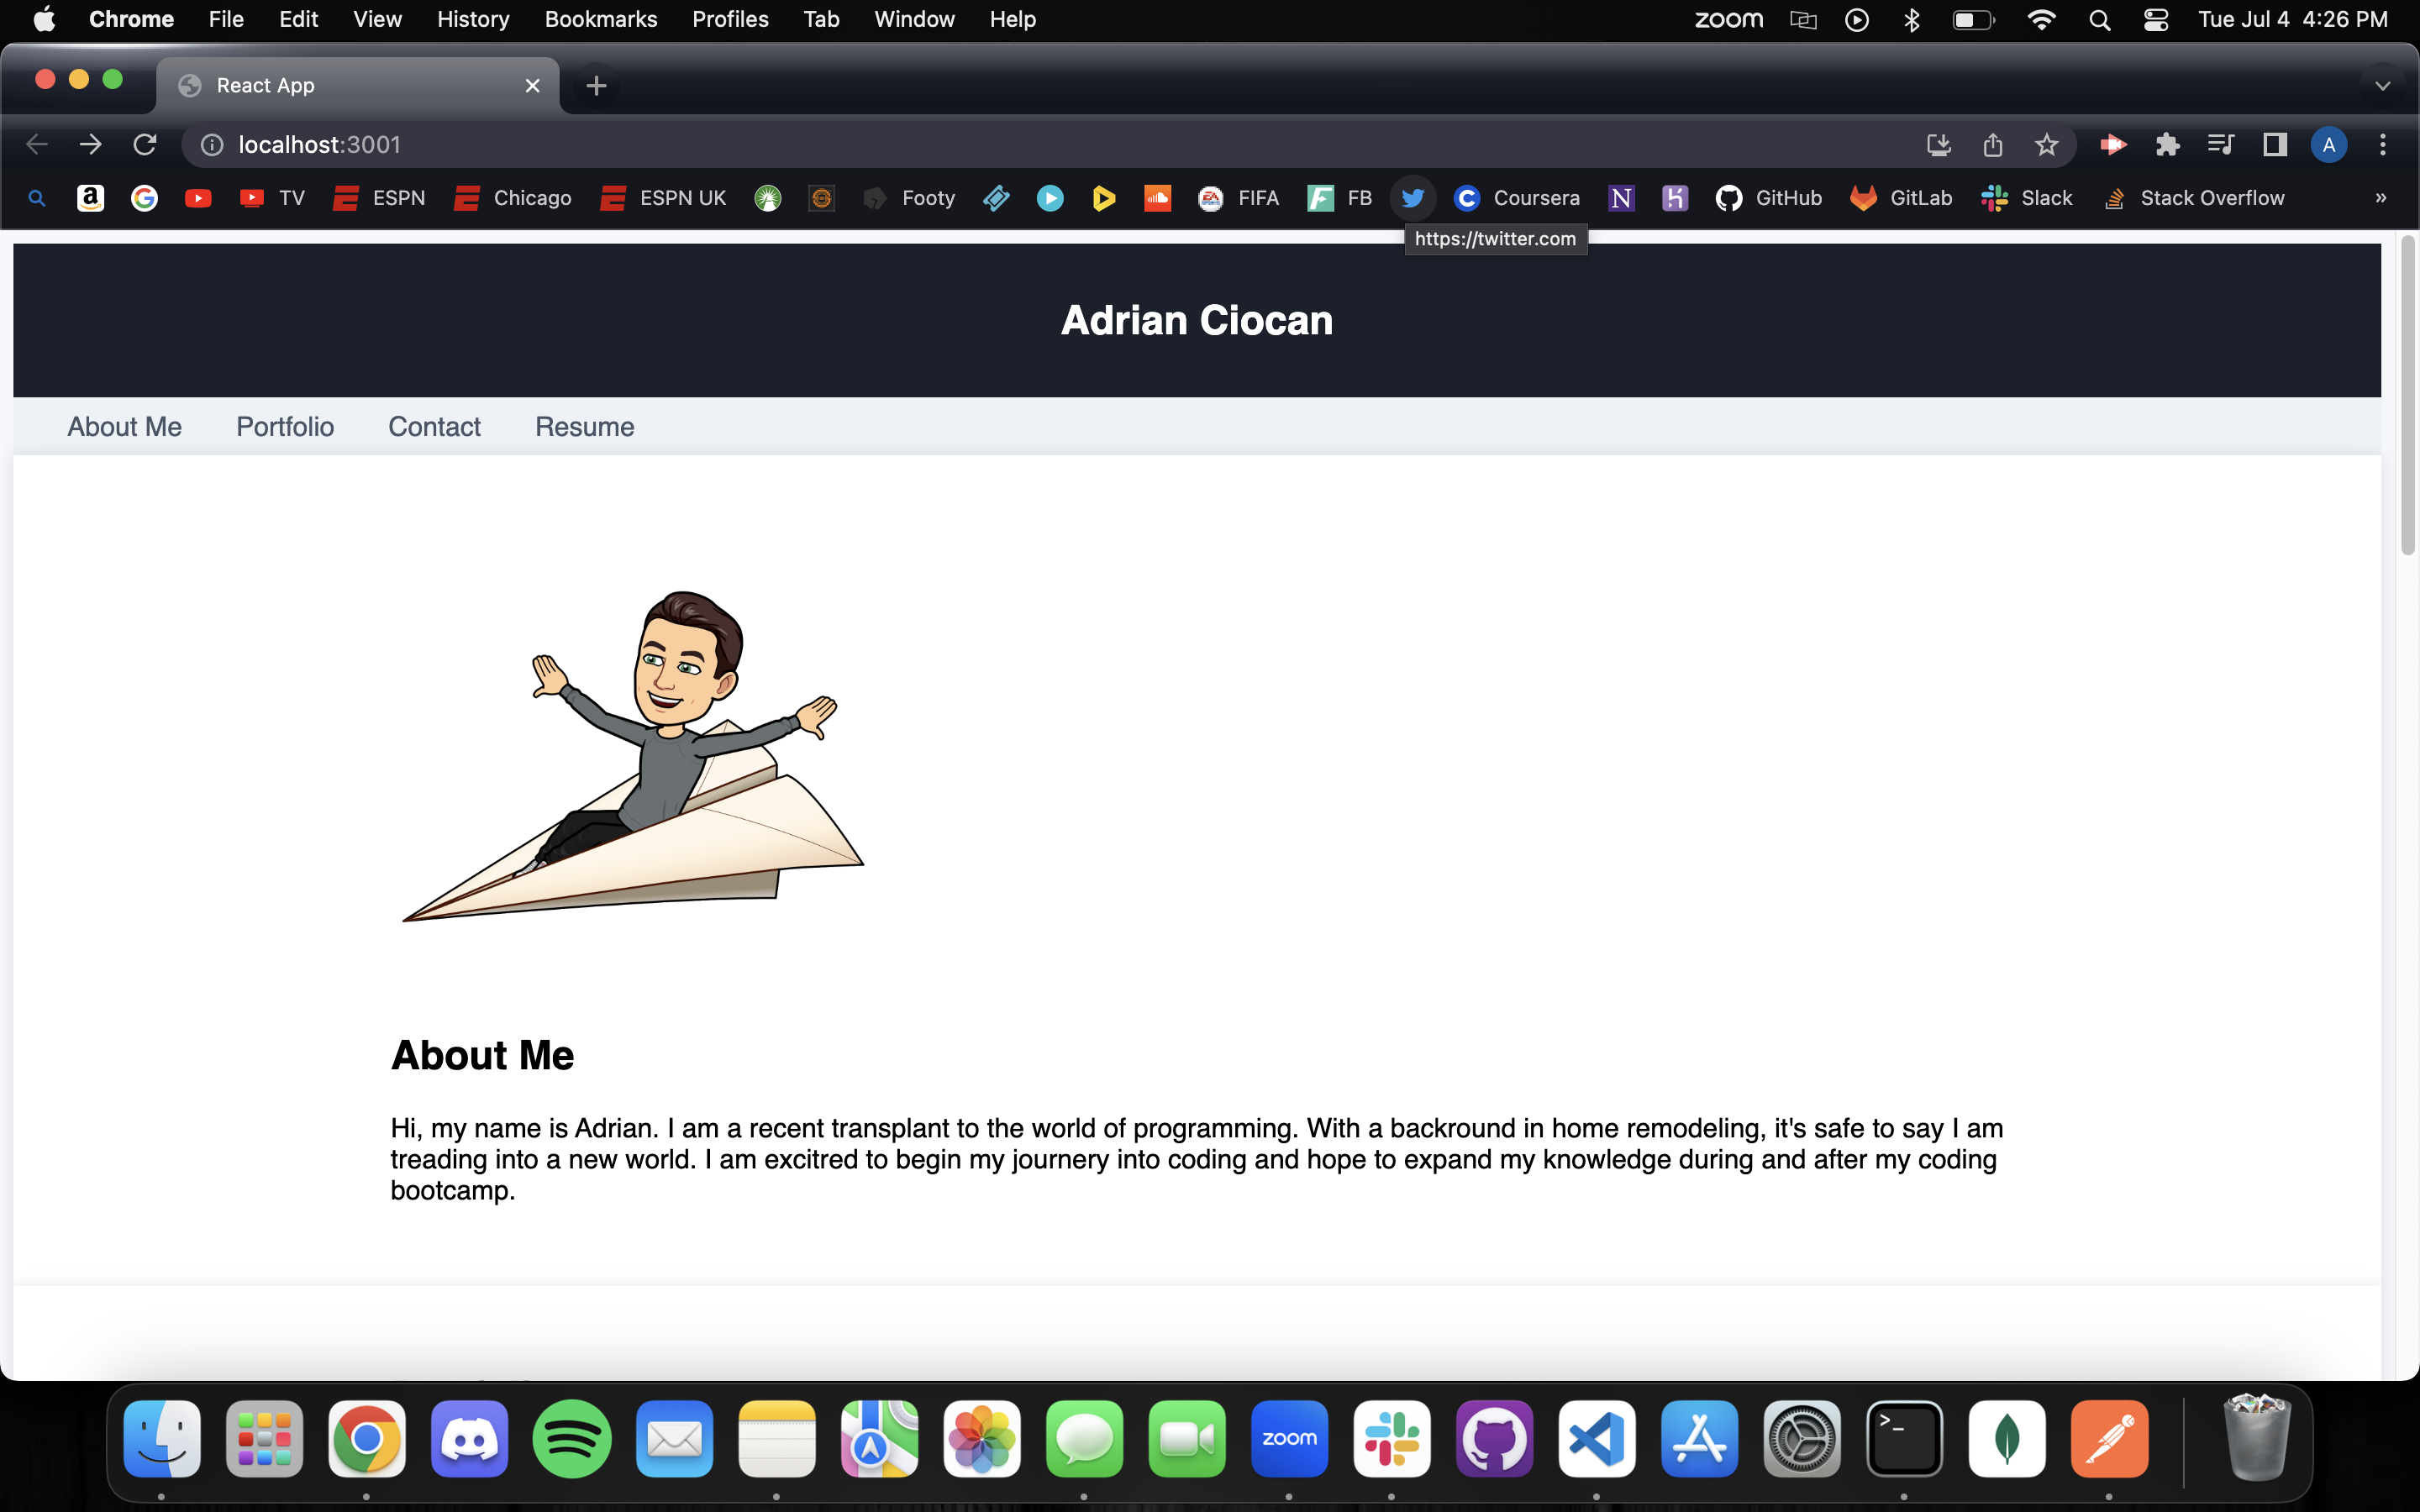 Chrome File Edit View History Bookmarks Profiles Tab Window Help zoom Tue Jul 4 4:26 PM
React App
localhost:3001
a G TV ESPN Chicago ESPN UK Footy FIFA FB Coursera N GitHub GitLab Slack Stack Overflow »
A
https://twitter.com
Adrian Ciocan
About Me Portfolio Contact Resume
About Me
Hi, my name is Adrian. I am a recent transplant to the world of programming. With a backround in home remodeling, it's safe to say I am
treading into a new world. I am excitred to begin my journery into coding and hope to expand my knowledge during and after my coding
bootcamp.
zoom